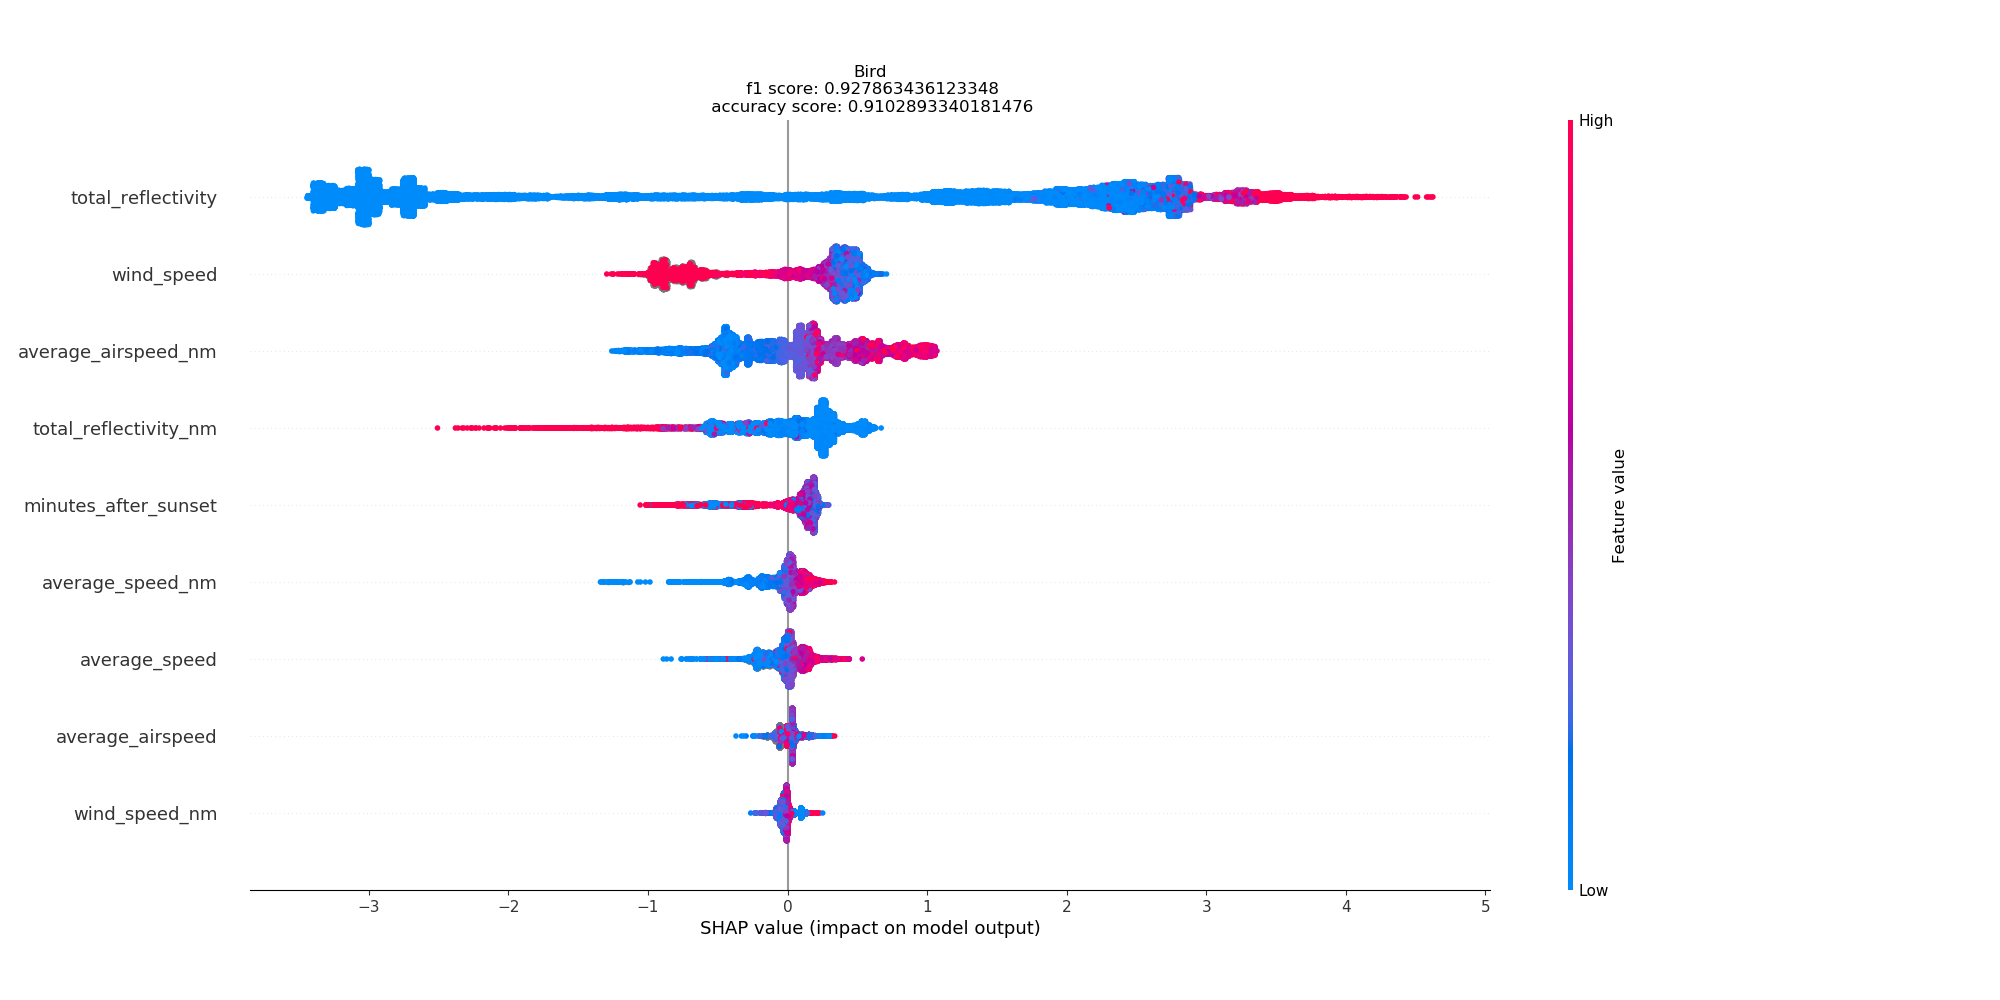 Bird
f1 score: 0.927863436123348
accuracy score: 0.9102893340181476
High
total_reflectivity
wind_speed
average_airspeed_nm
total_reflectivity_nm
minutes_after_sunset
average_speed_nm
average_speed
average_airspeed
wind_speed_nm
Feature value
Low
−3 −2 −1 0 1 2 3 4 5
SHAP value (impact on model output)